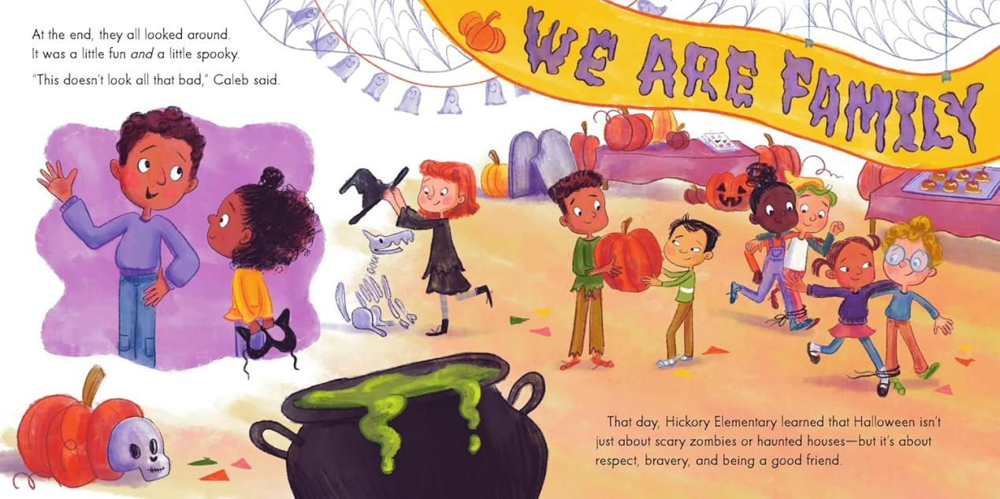 At the end, they all looked around.
It was a little fun and a little spooky.
“This doesn’t look all that bad,” Caleb said.
WE ARE FAMILY
That day, Hickory Elementary learned that Halloween isn’t
just about scary zombies or haunted houses—but it’s about
respect, bravery, and being a good friend.